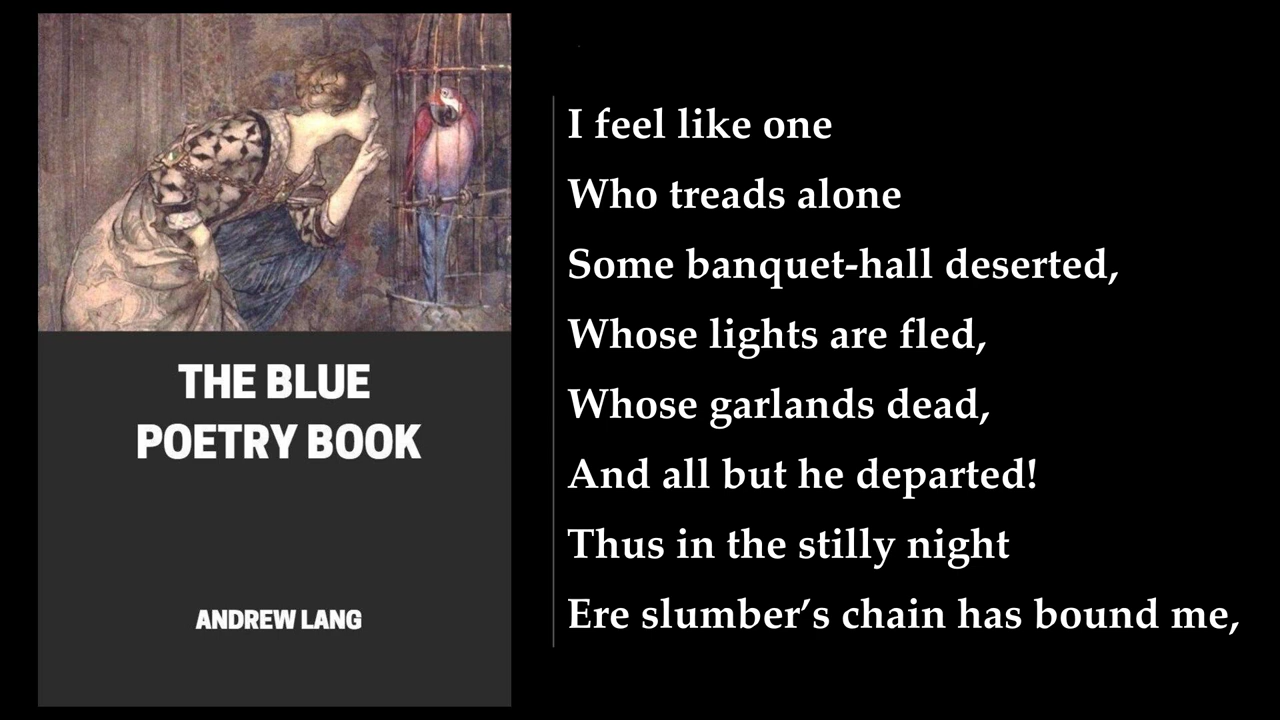 THE BLUE
POETRY BOOK
ANDREW LANG
I feel like one
Who treads alone
Some banquet-hall deserted,
Whose lights are fled,
Whose garlands dead,
And all but he departed!
Thus in the stilly night
Ere slumber’s chain has bound me,